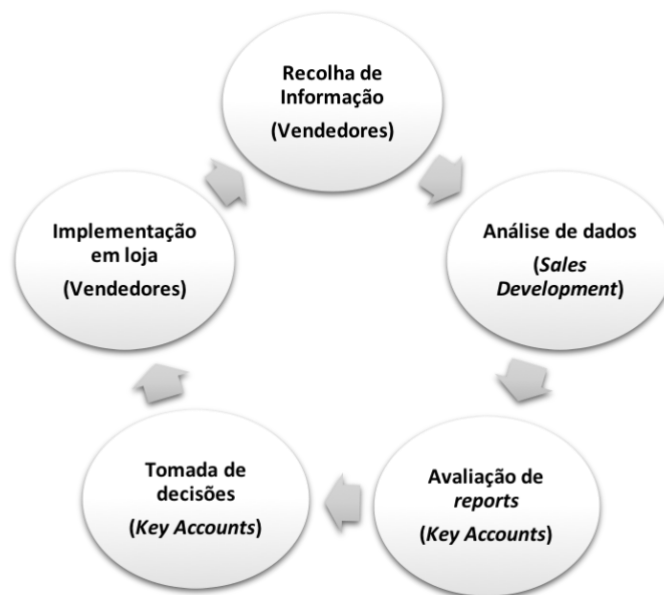 Recolha de
Informação
(Vendedores)
Análise de dados
(Sales
Development)
Avaliação de
reports
(Key Accounts)
Tomada de
decisões
(Key Accounts)
Implementação
em loja
(Vendedores)